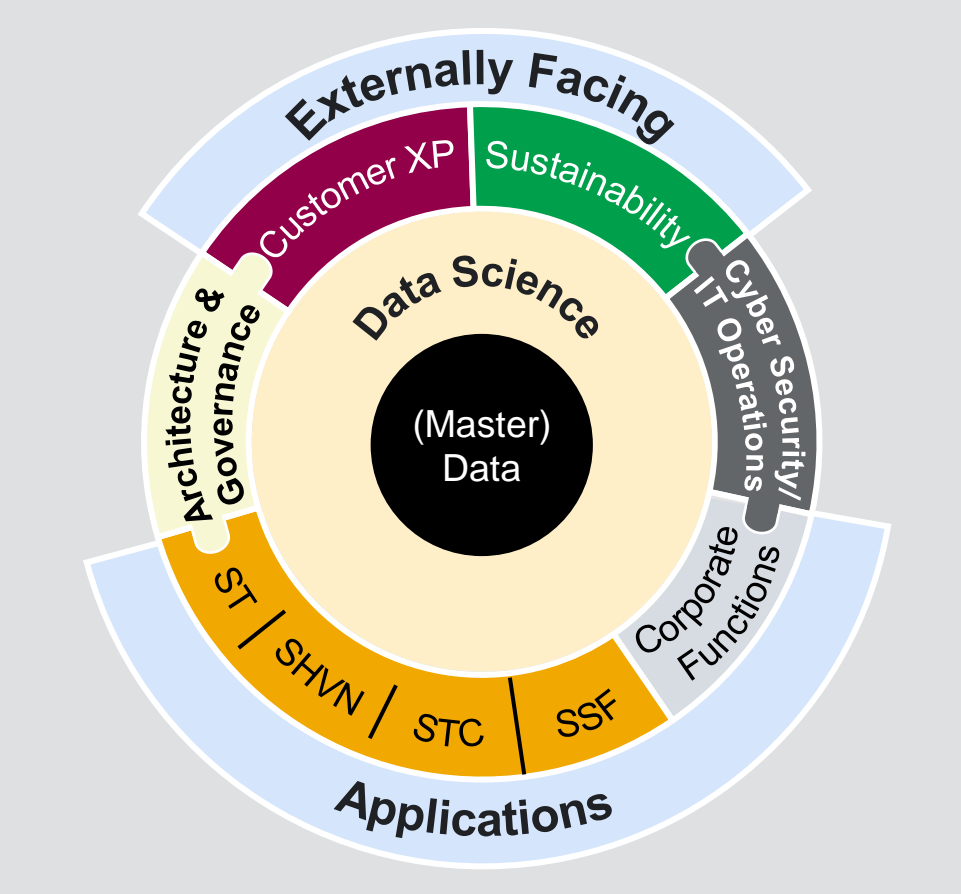 Externally Facing
Customer XP
Sustainability
Data Science
(Master)
Data
Architecture &
Governance
Cyber Security/
IT Operations
Corporate
Functions
ST
SHVN
STC
SSF
Applications